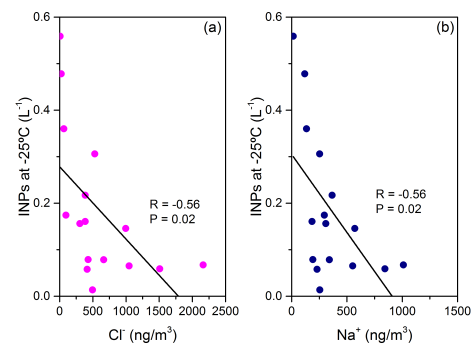 (a)
INPs at -25ºC (L⁻¹)
0.6
0.4
0.2
0.0
R = -0.56
P = 0.02
0 500 1000 1500 2000 2500
Cl⁻ (ng/m³)
(b)
INPs at -25ºC (L⁻¹)
0.6
0.4
0.2
0.0
R = -0.56
P = 0.02
0 500 1000 1500
Na⁺ (ng/m³)